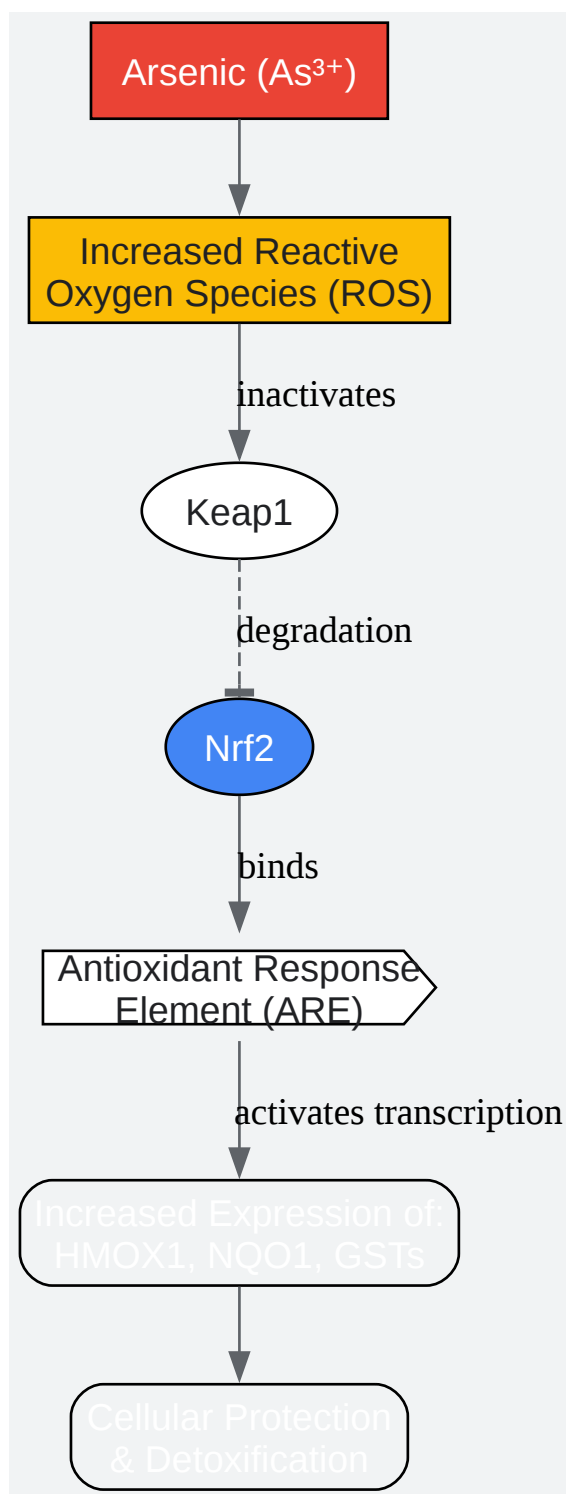 Arsenic (As³⁺)
Increased Reactive
Oxygen Species (ROS)
inactivates
Keap1
degradation
Nrf2
binds
Antioxidant Response
Element (ARE)
activates transcription
Increased Expression of:
HMOX1, NQO1, GSTs
Cellular Protection
& Detoxification